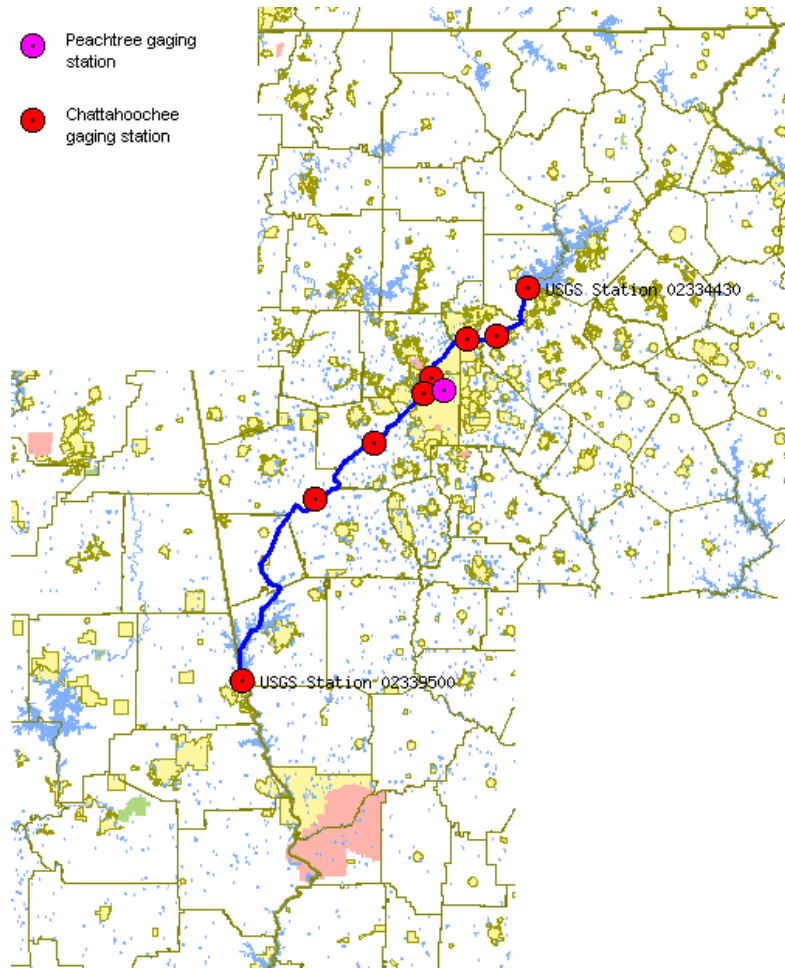 Peachtree gaging
station
Chattahoochee
gaging station
USGS Station 02334430
USGS Station 02339500